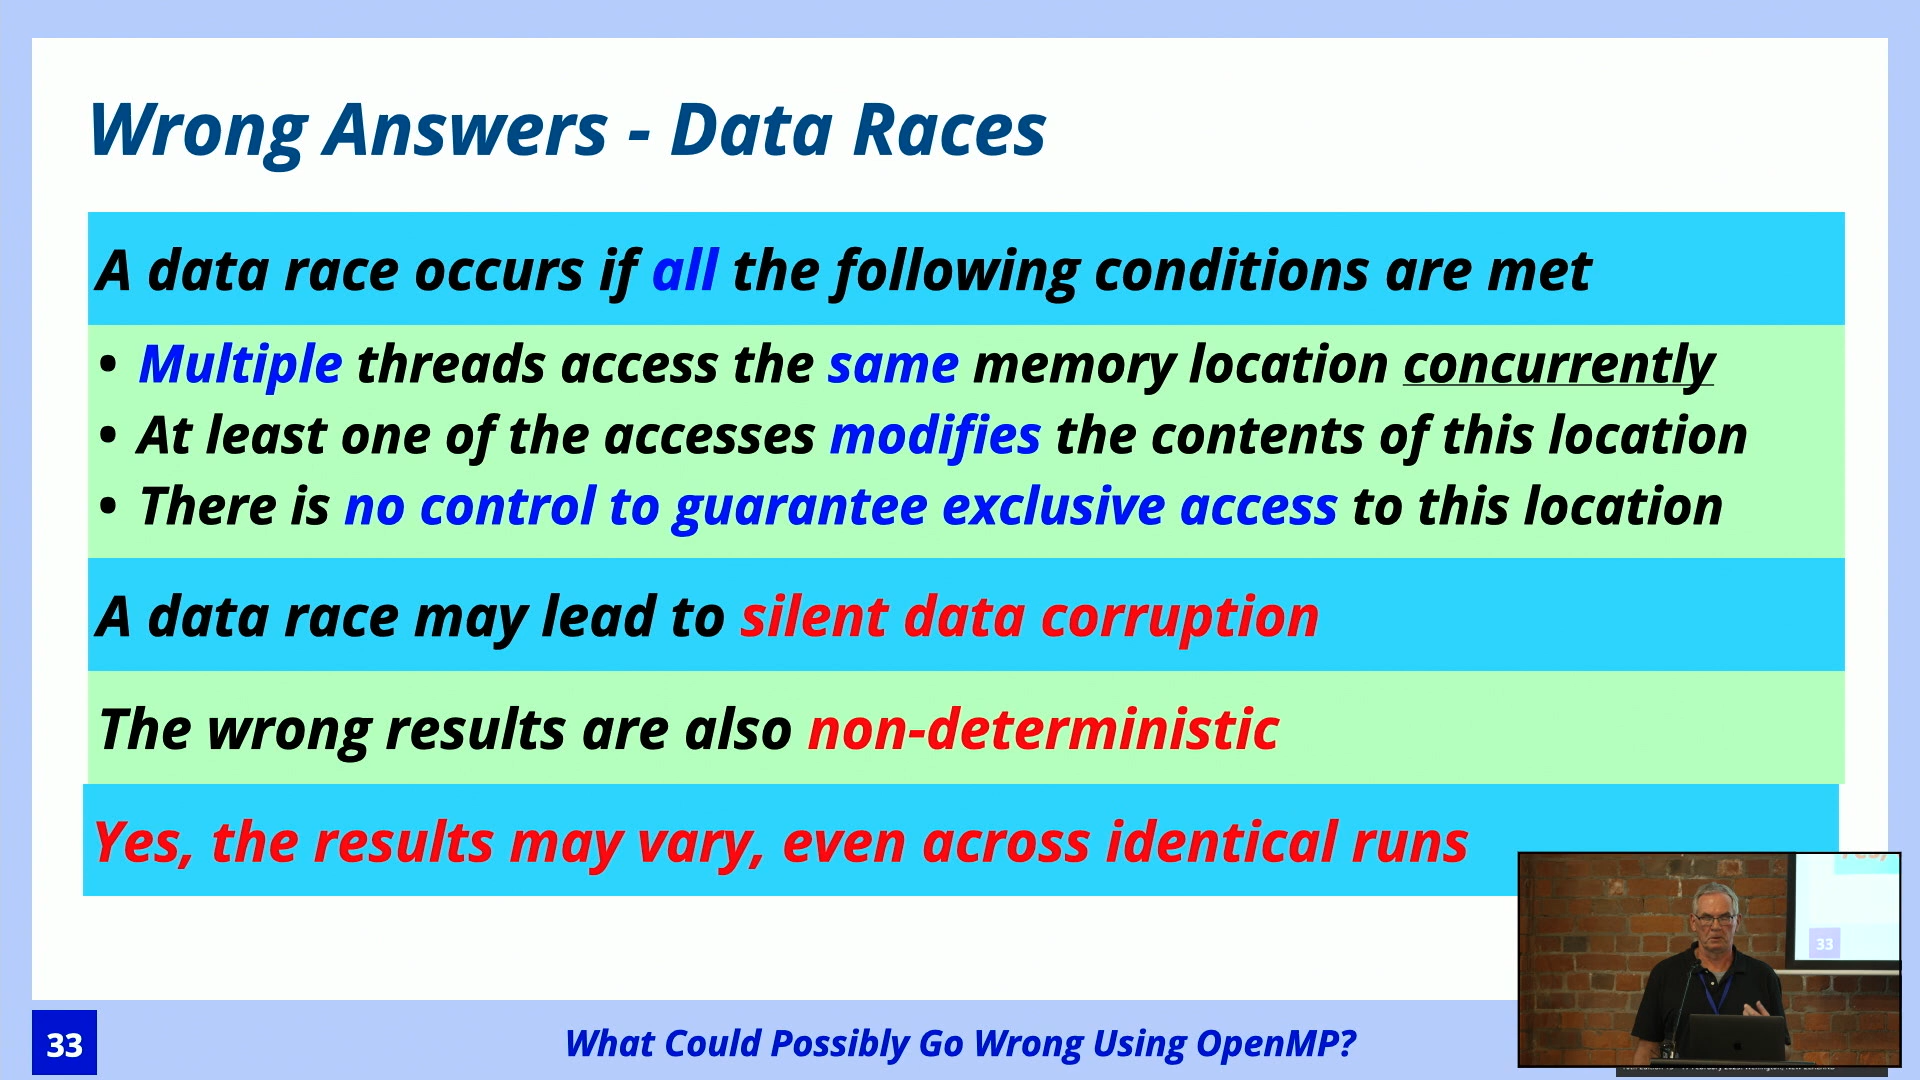 Wrong Answers - Data Races
A data race occurs if all the following conditions are met
• Multiple threads access the same memory location concurrently
• At least one of the accesses modifies the contents of this location
• There is no control to guarantee exclusive access to this location
A data race may lead to silent data corruption
The wrong results are also non-deterministic
Yes, the results may vary, even across identical runs
33
33
What Could Possibly Go Wrong Using OpenMP?